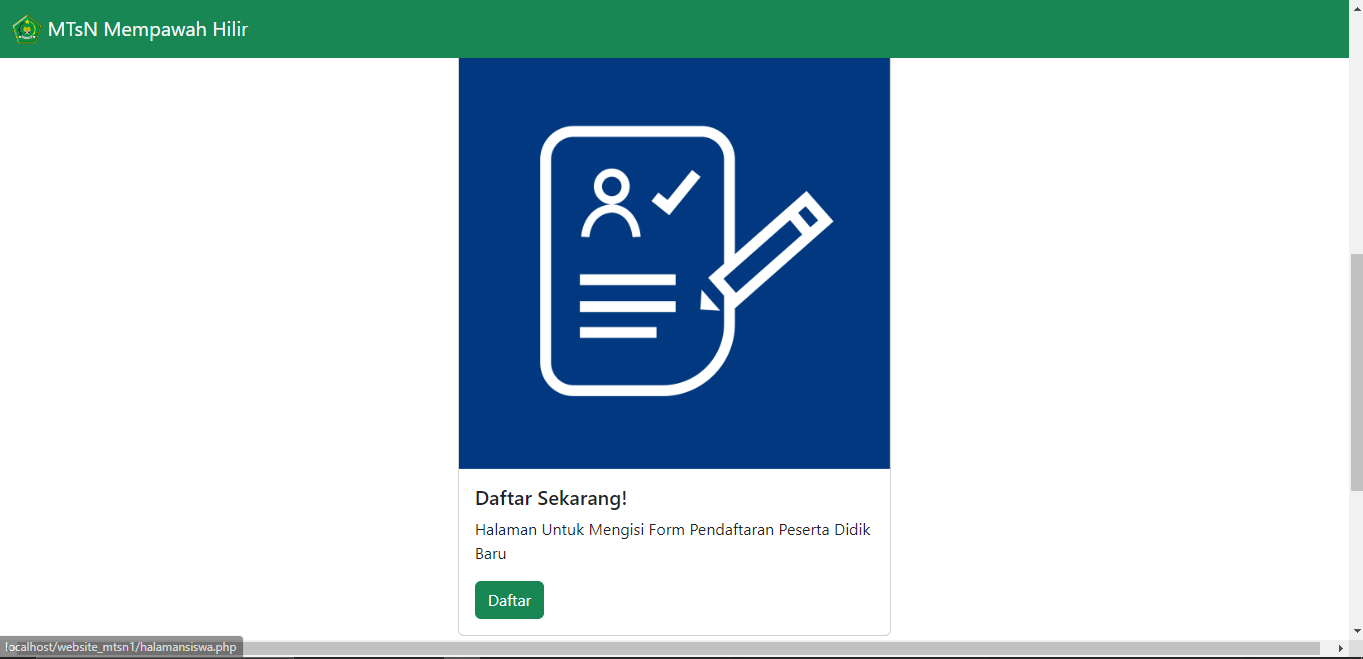 MTsN Mempawah Hilir
Daftar Sekarang!
Halaman Untuk Mengisi Form Pendaftaran Peserta Didik
Baru
Daftar
localhost/website_mtsn1/halamansiswa.php